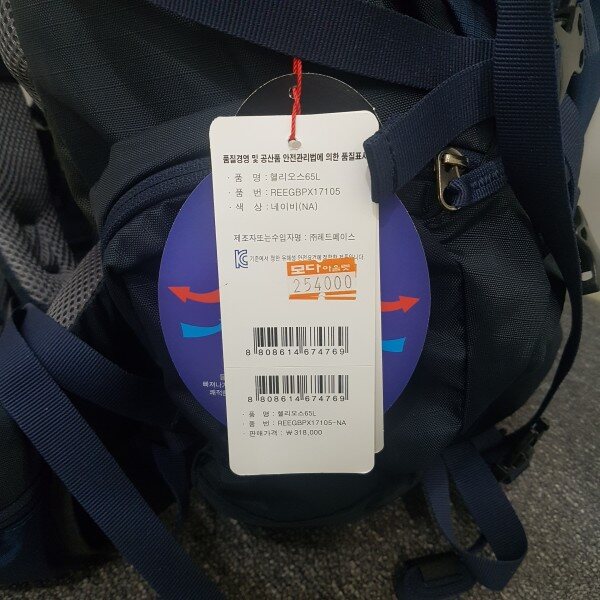 품질경영 및 공산품 안전관리법에 의한 품질표시
· 품 명 : 헬리오스65L
· 품 번 : REEGBPX17105
· 색 상 : 네이비(NA)
제조자또는수입자명 : ㈜레드페이스
KC
모다아울렛
254000
8 808614 674769
8 808614 674769
· 품 명 : 헬리오스65L
· 품 번 : REEGBPX17105-NA
· 판매가격 : ₩318,000